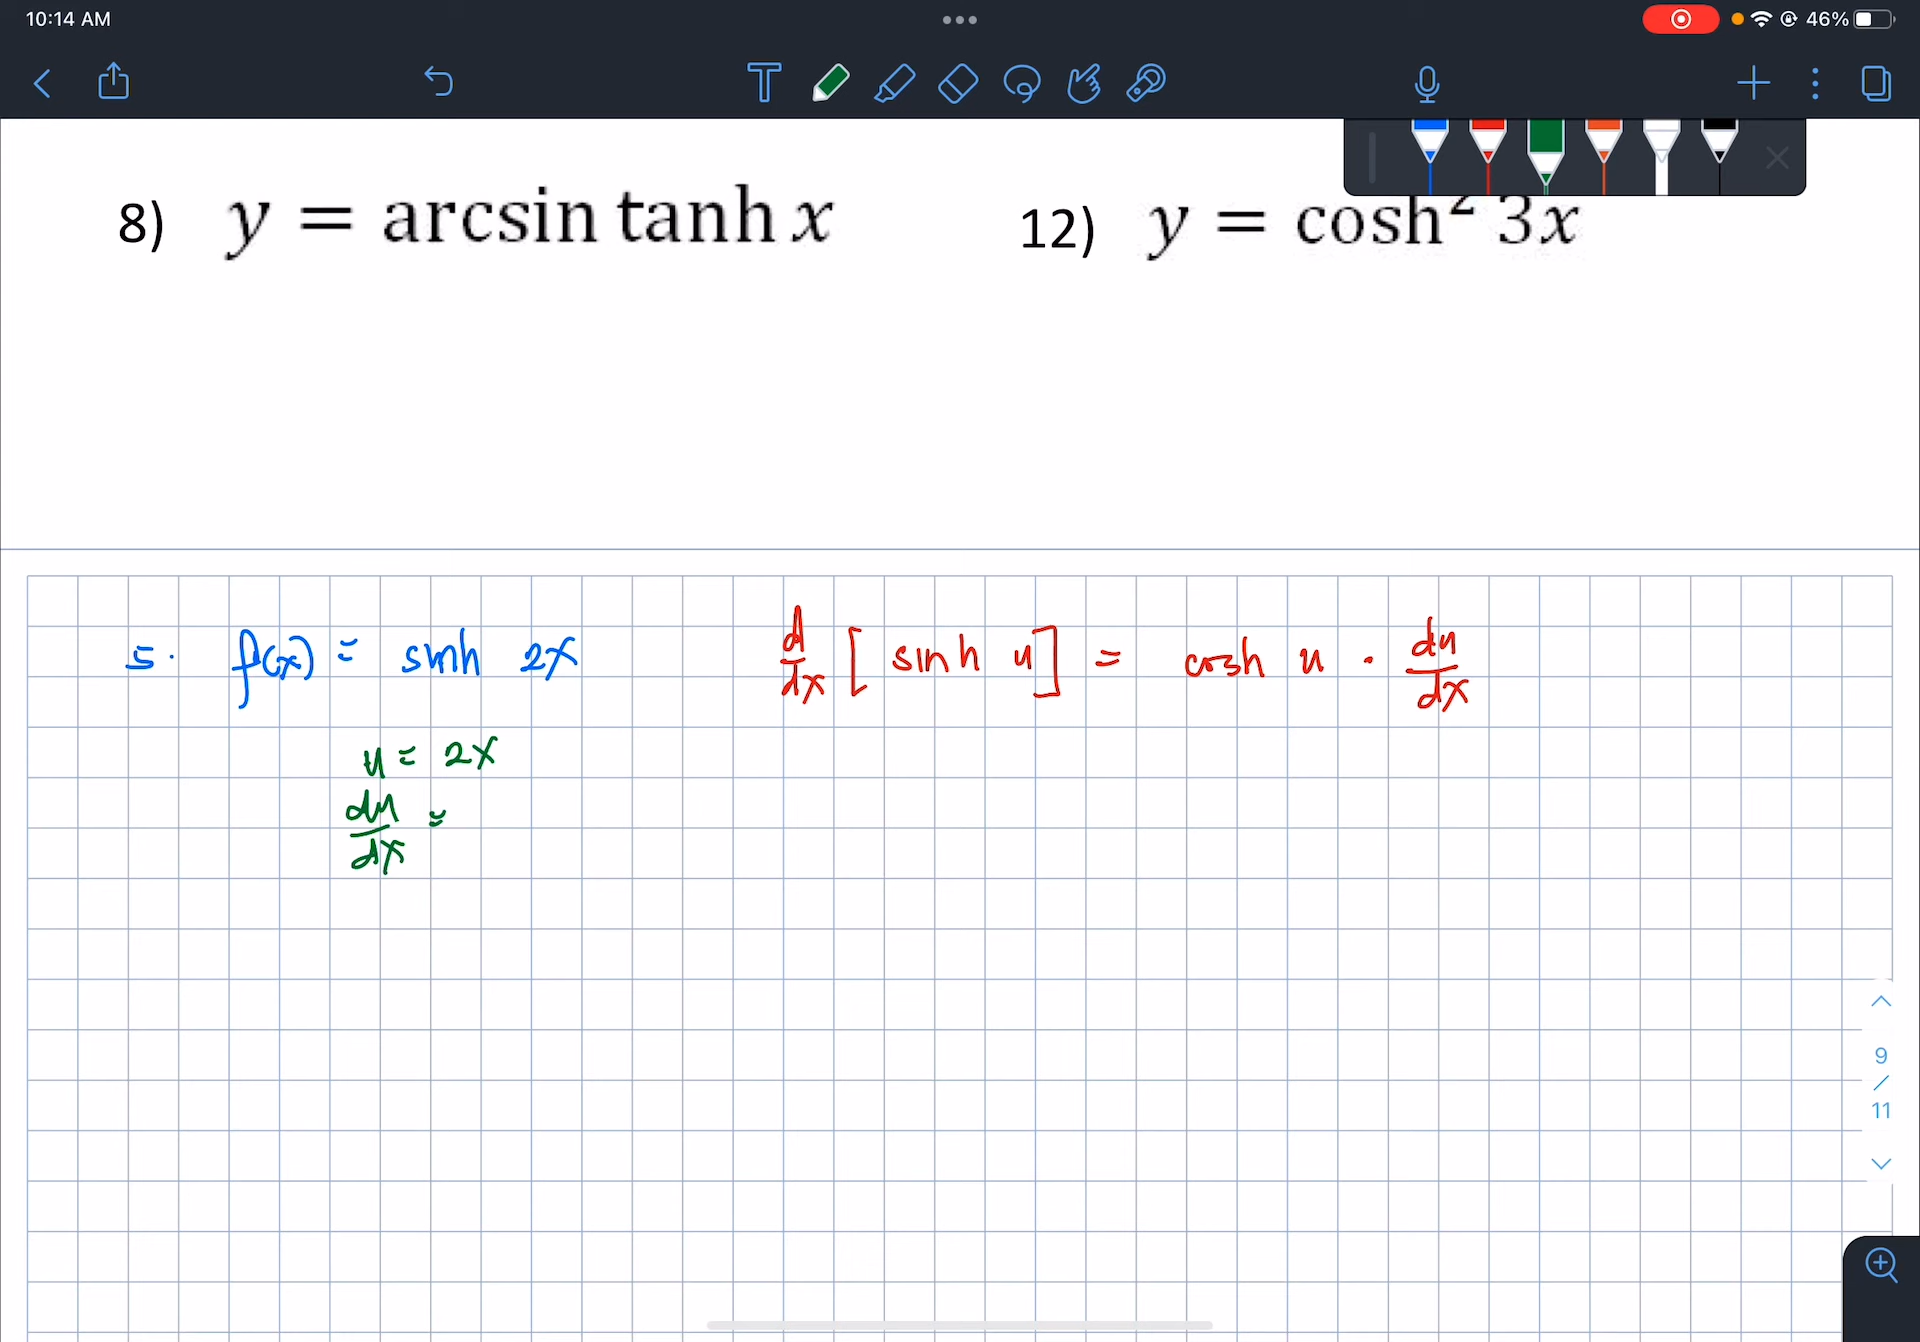 10:14 AM
46%
T
8) y = arcsin tanh x
12) y = cosh² 3x
5. f(x) = sinh 2x
d/dx [sinh u] = cosh u · du/dx
u = 2x
du/dx =
9
/
11